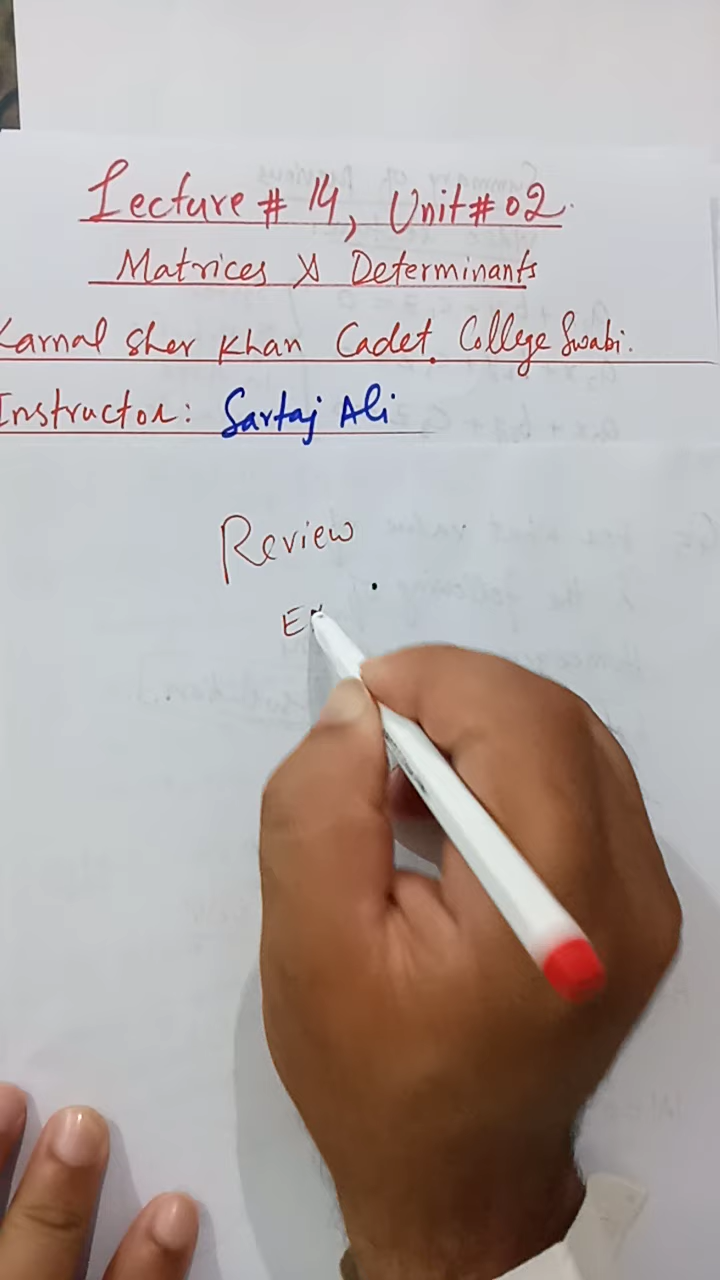 Lecture # 14, Unit # 02.
Matrices & Determinants
Karnal Sher Khan Cadet College Swabi.
Instructor: Sartaj Ali
Review